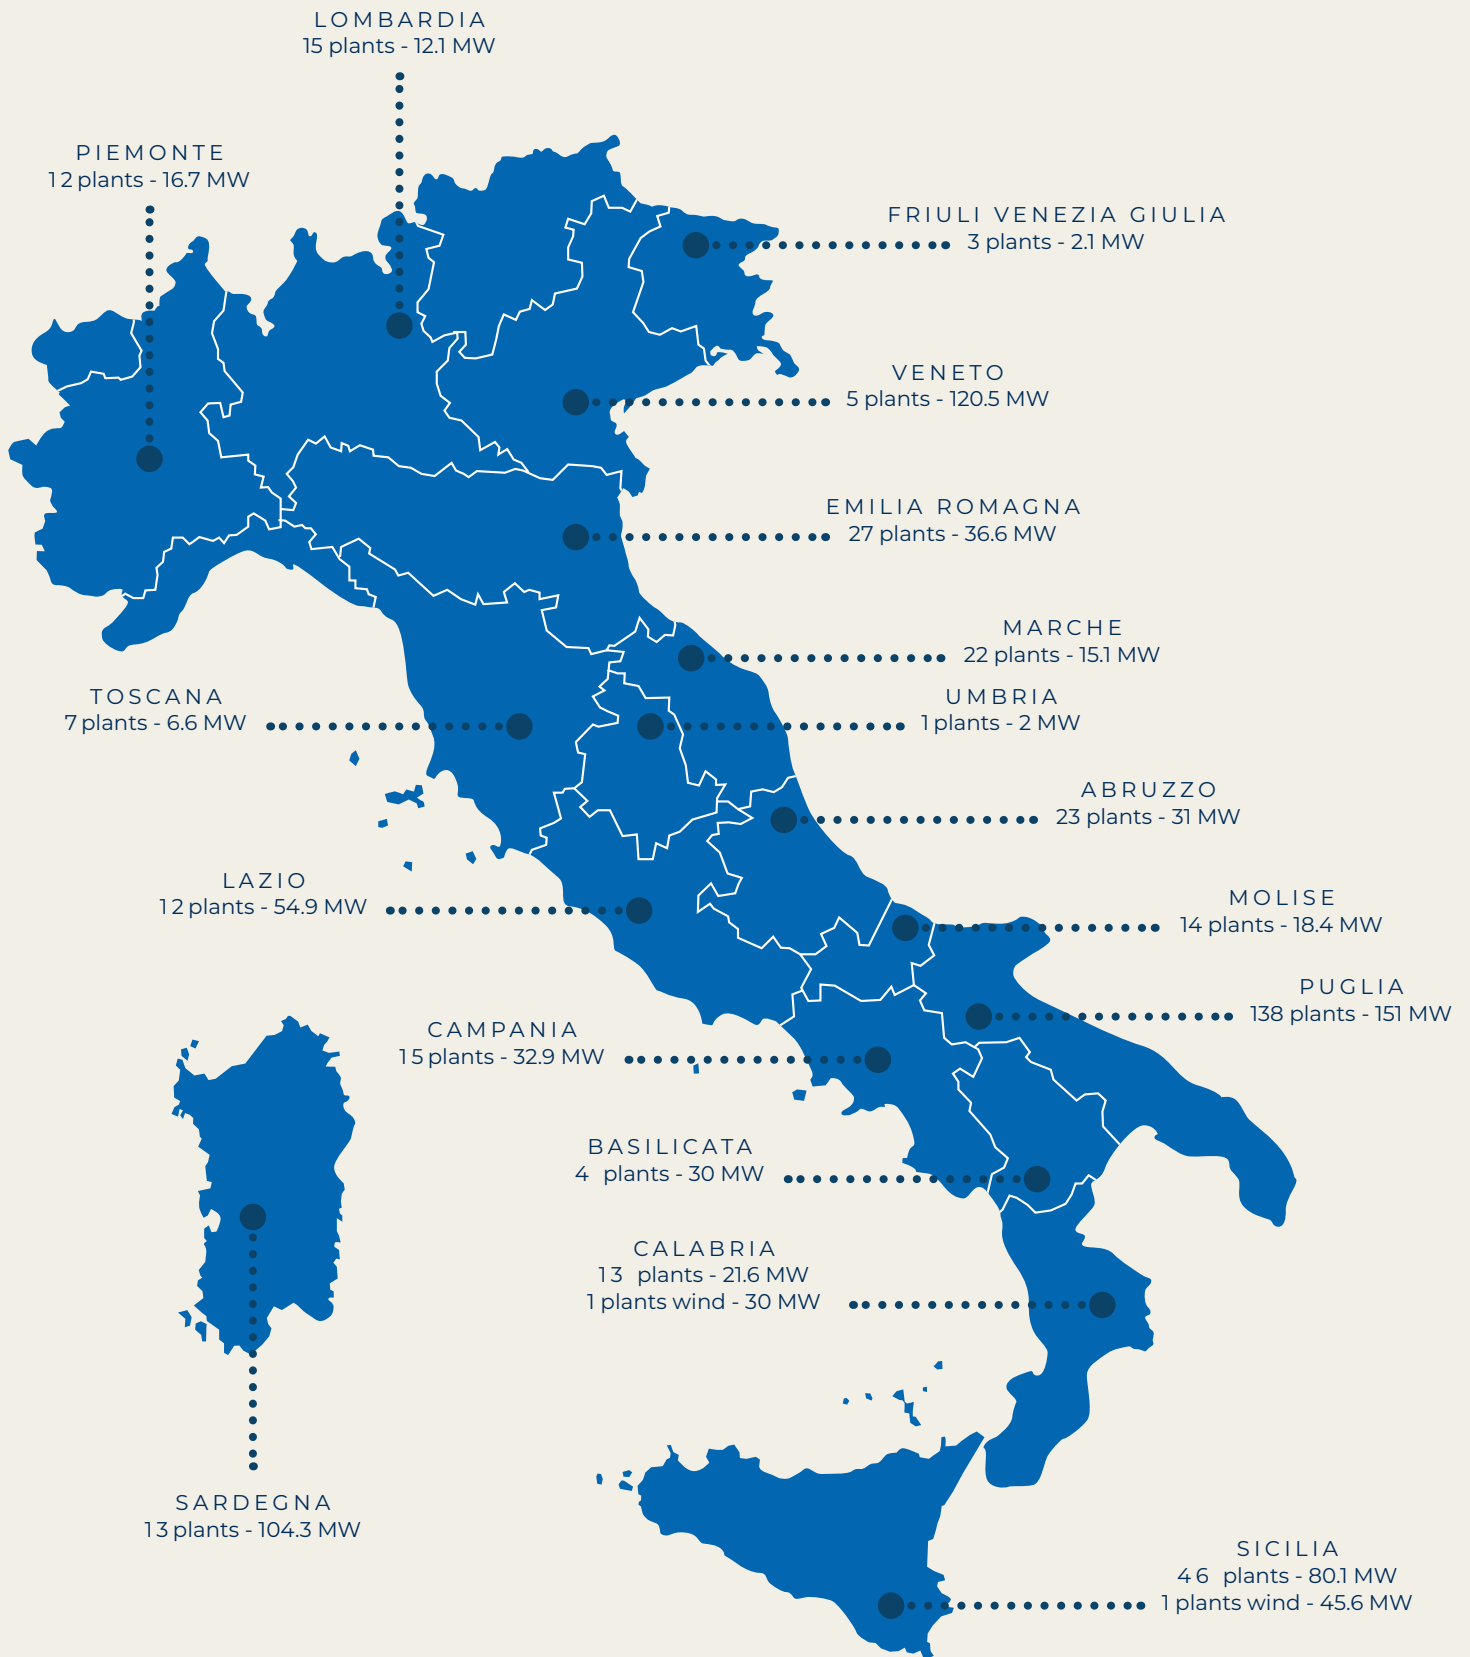 LOMBARDIA
15 plants - 12.1 MW
PIEMONTE
12 plants - 16.7 MW
FRIULI VENEZIA GIULIA
3 plants - 2.1 MW
VENETO
5 plants - 120.5 MW
EMILIA ROMAGNA
27 plants - 36.6 MW
MARCHE
22 plants - 15.1 MW
TOSCANA
7 plants - 6.6 MW
UMBRIA
1 plants - 2 MW
ABRUZZO
23 plants - 31 MW
LAZIO
12 plants - 54.9 MW
MOLISE
14 plants - 18.4 MW
PUGLIA
138 plants - 151 MW
CAMPANIA
15 plants - 32.9 MW
BASILICATA
4 plants - 30 MW
CALABRIA
13 plants - 21.6 MW
1 plants wind - 30 MW
SARDEGNA
13 plants - 104.3 MW
SICILIA
46 plants - 80.1 MW
1 plants wind - 45.6 MW